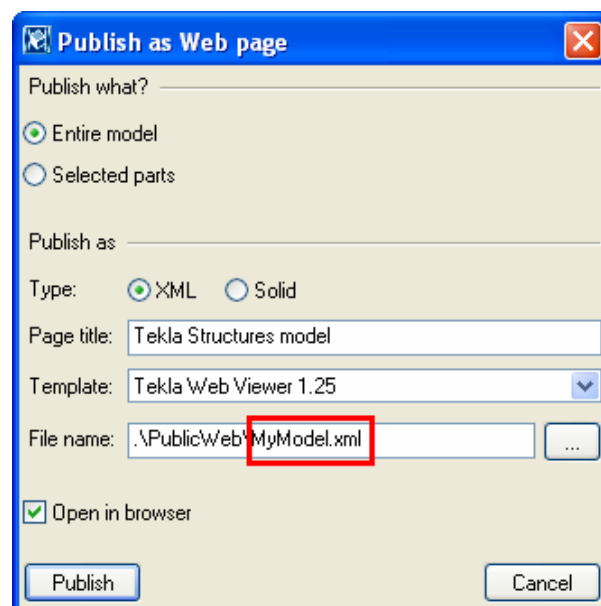 Publish as Web page
Publish what?
Entire model
Selected parts
Publish as
Type: XML Solid
Page title: Tekla Structures model
Template: Tekla Web Viewer 1.25
File name: .\PublicWeb\MyModel.xml ...
Open in browser
Publish Cancel